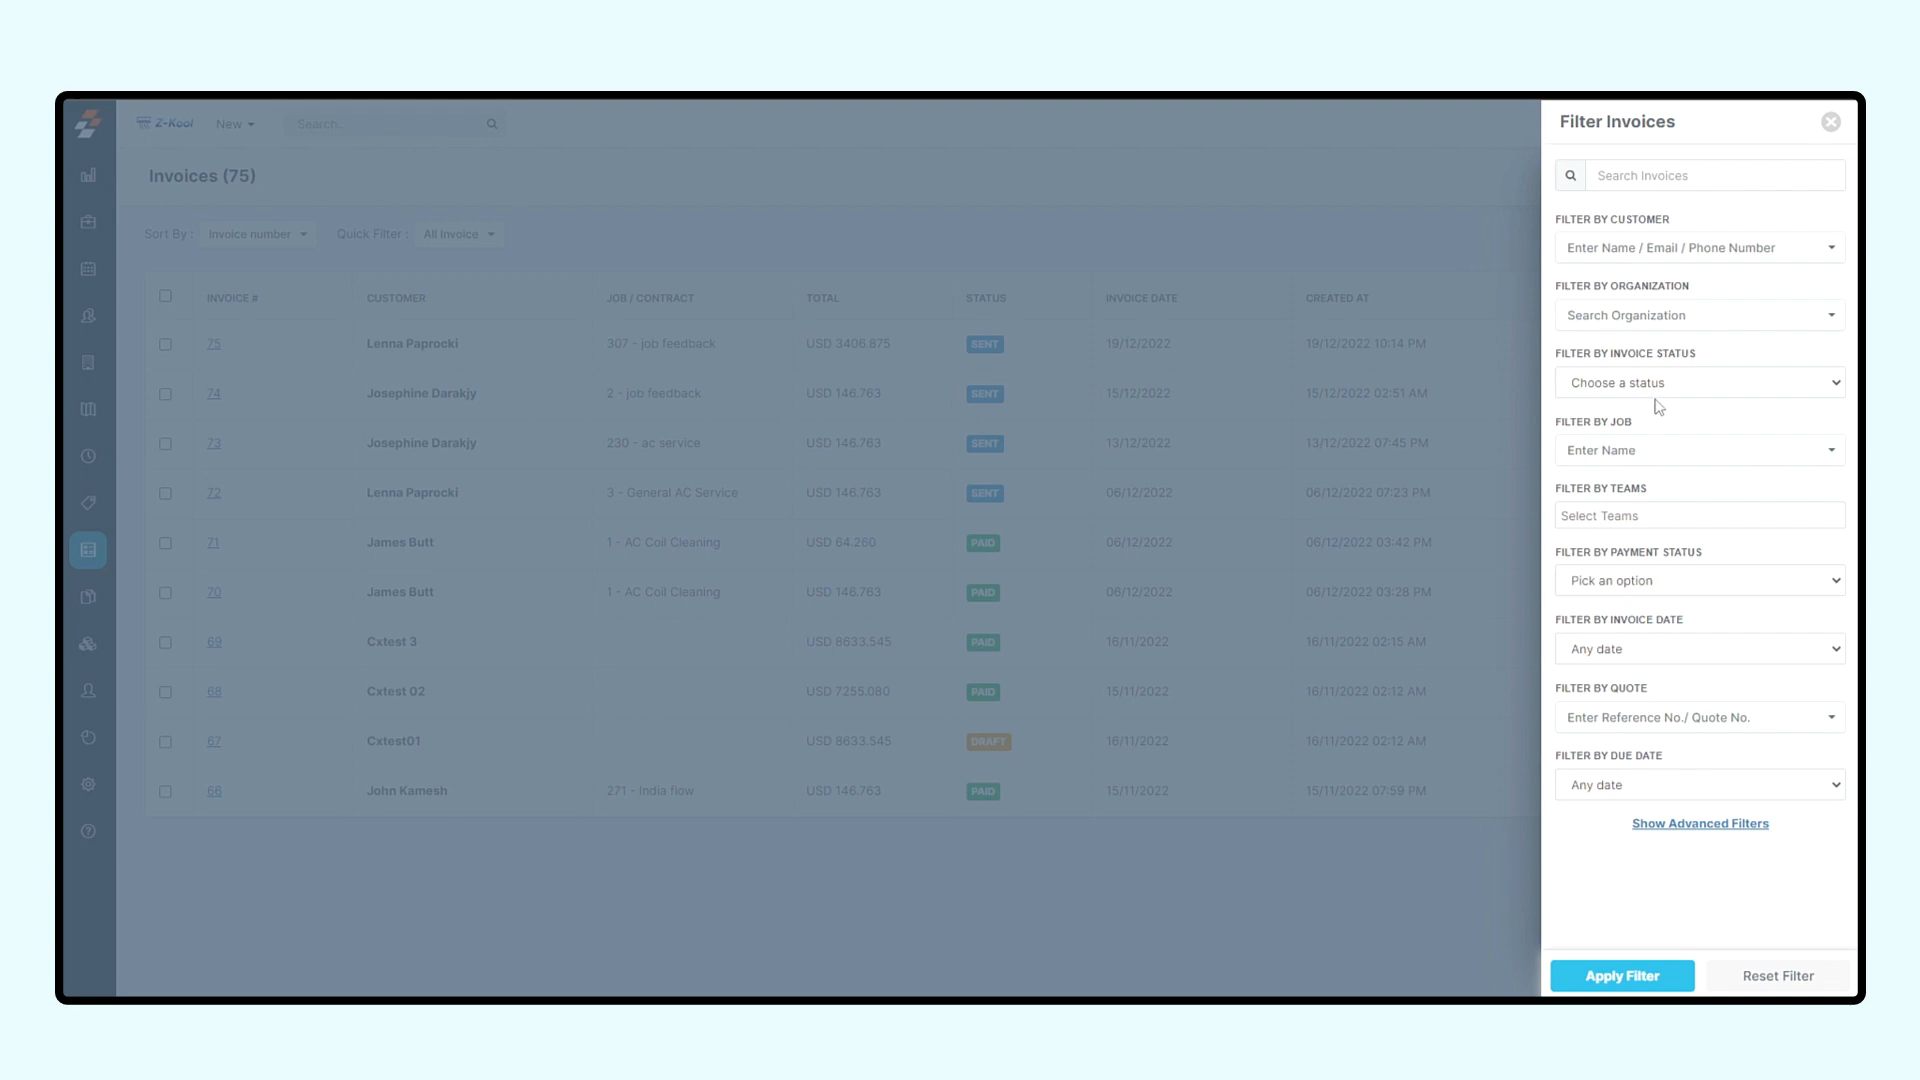 Z-Kool New Search..
Invoices (75)
Sort By : Invoice number Quick Filter : All Invoice
INVOICE # CUSTOMER JOB / CONTRACT TOTAL STATUS INVOICE DATE CREATED AT
75 Lenna Paprocki 307 - job feedback USD 3406.875 SENT 19/12/2022 19/12/2022 10:14 PM
74 Josephine Darakjy 2 - job feedback USD 146.763 SENT 15/12/2022 15/12/2022 02:51 AM
73 Josephine Darakjy 230 - ac service USD 146.763 SENT 13/12/2022 13/12/2022 07:45 PM
72 Lenna Paprocki 3 - General AC Service USD 146.763 SENT 06/12/2022 06/12/2022 07:23 PM
71 James Butt 1 - AC Coil Cleaning USD 64.260 PAID 06/12/2022 06/12/2022 03:42 PM
70 James Butt 1 - AC Coil Cleaning USD 146.763 PAID 06/12/2022 06/12/2022 03:28 PM
69 Cxtest 3 USD 8633.545 PAID 16/11/2022 16/11/2022 02:15 AM
68 Cxtest 02 USD 7255.080 PAID 15/11/2022 16/11/2022 02:12 AM
67 Cxtest01 USD 8633.545 DRAFT 16/11/2022 16/11/2022 02:12 AM
66 John Kamesh 271 - India flow USD 146.763 PAID 15/11/2022 15/11/2022 07:59 PM
Filter Invoices
Search Invoices
FILTER BY CUSTOMER
Enter Name / Email / Phone Number
FILTER BY ORGANIZATION
Search Organization
FILTER BY INVOICE STATUS
Choose a status
FILTER BY JOB
Enter Name
FILTER BY TEAMS
Select Teams
FILTER BY PAYMENT STATUS
Pick an option
FILTER BY INVOICE DATE
Any date
FILTER BY QUOTE
Enter Reference No./ Quote No.
FILTER BY DUE DATE
Any date
Show Advanced Filters
Apply Filter Reset Filter